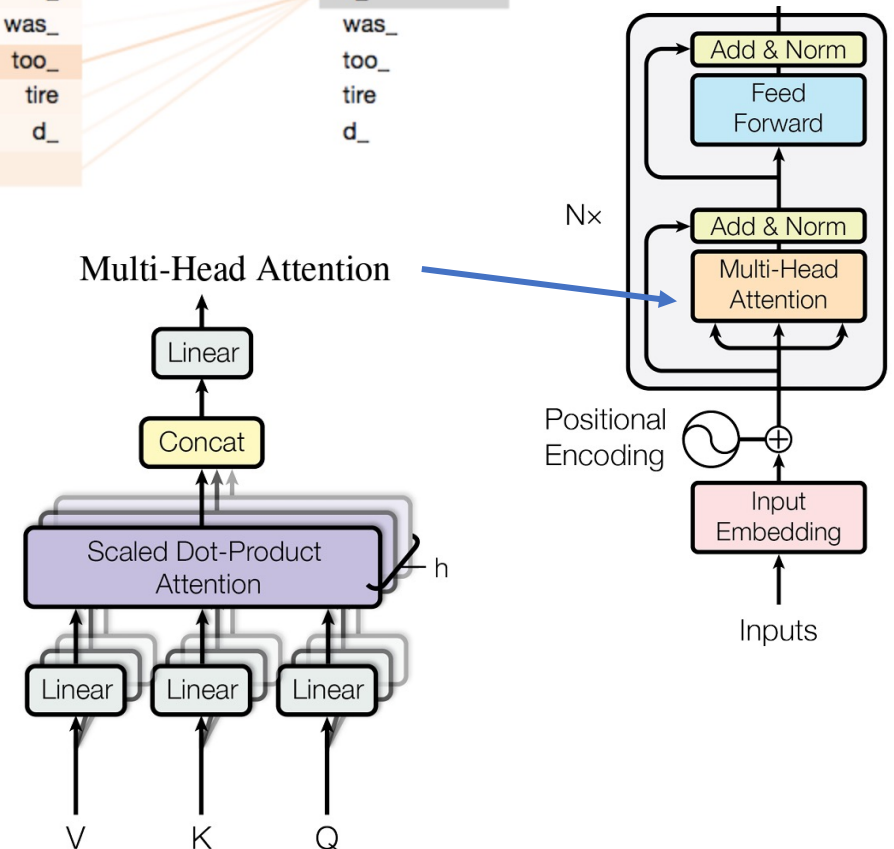 was_
too_
tire
d_
was_
too_
tire
d_
Multi-Head Attention
Linear
Concat
Scaled Dot-Product
Attention
h
Linear
Linear
Linear
V
K
Q
Add & Norm
Feed
Forward
N×
Add & Norm
Multi-Head
Attention
Positional
Encoding
Input
Embedding
Inputs